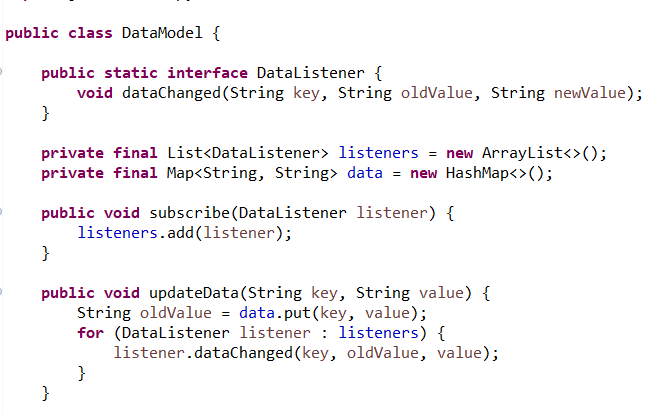 public class DataModel {
public static interface DataListener {
void dataChanged(String key, String oldValue, String newValue);
}
private final List<DataListener> listeners = new ArrayList<>();
private final Map<String, String> data = new HashMap<>();
public void subscribe(DataListener listener) {
listeners.add(listener);
}
public void updateData(String key, String value) {
String oldValue = data.put(key, value);
for (DataListener listener : listeners) {
listener.dataChanged(key, oldValue, value);
}
}